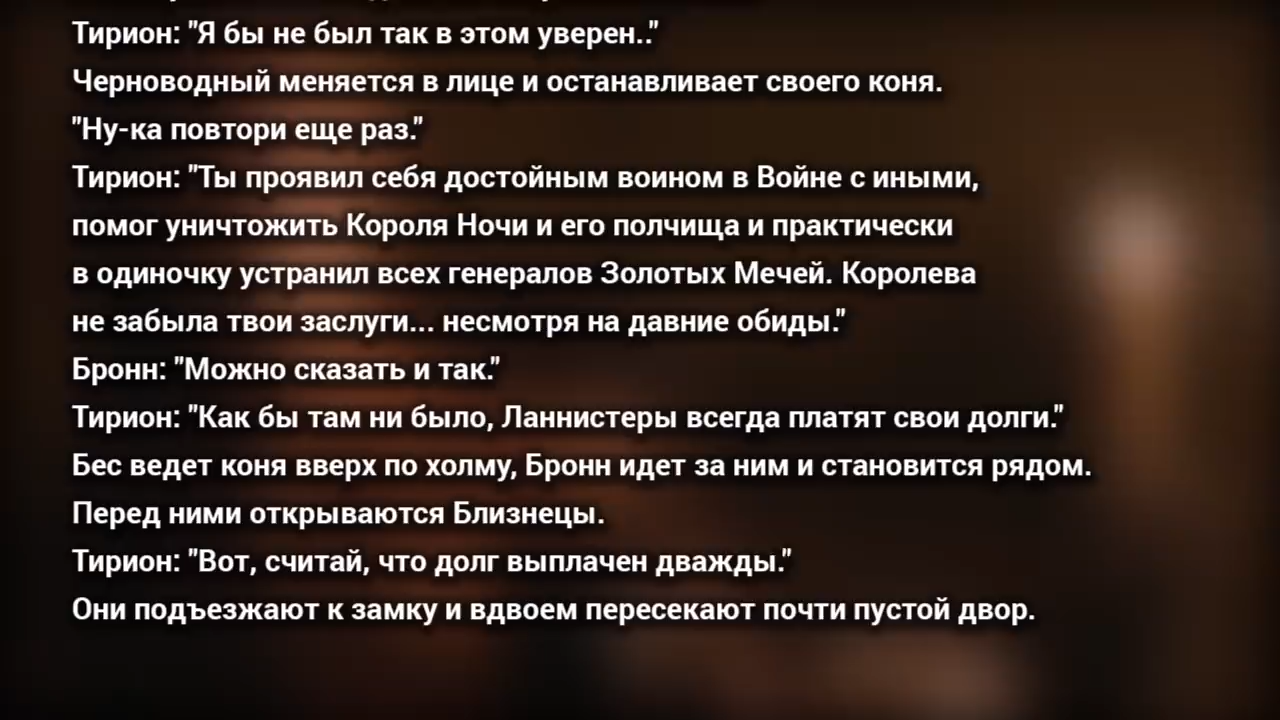 Тирион: "Я бы не был так в этом уверен.."
Черноводный меняется в лице и останавливает своего коня.
"Ну-ка повтори еще раз."
Тирион: "Ты проявил себя достойным воином в Войне с иными,
помог уничтожить Короля Ночи и его полчища и практически
в одиночку устранил всех генералов Золотых Мечей. Королева
не забыла твои заслуги... несмотря на давние обиды."
Бронн: "Можно сказать и так."
Тирион: "Как бы там ни было, Ланнистеры всегда платят свои долги."
Бес ведет коня вверх по холму, Бронн идет за ним и становится рядом.
Перед ними открываются Близнецы.
Тирион: "Вот, считай, что долг выплачен дважды."
Они подъезжают к замку и вдвоем пересекают почти пустой двор.